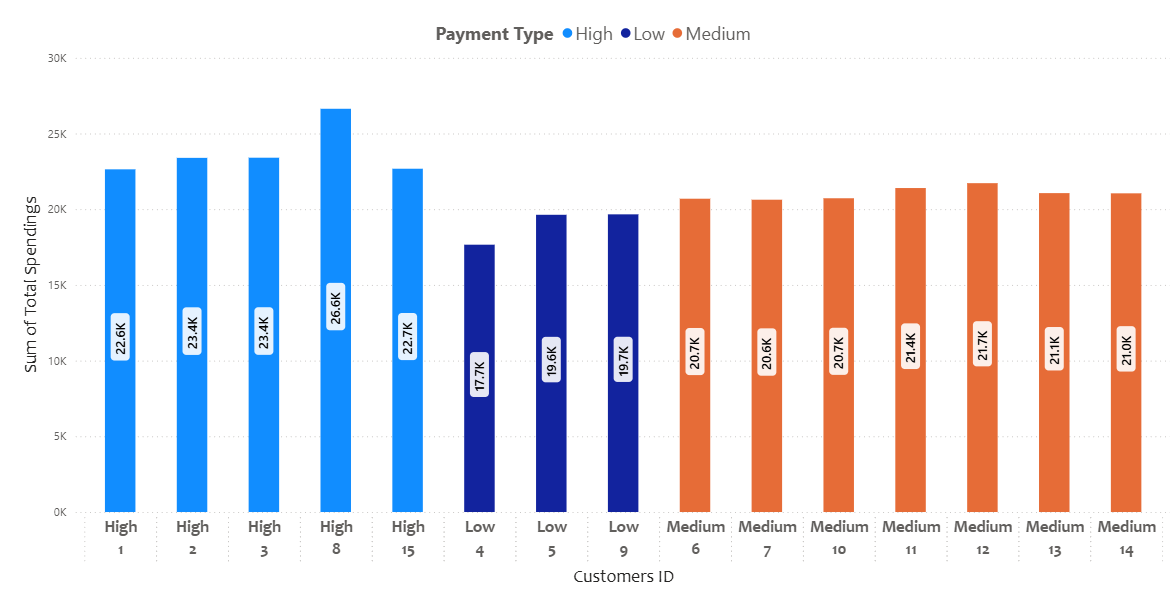 Payment Type High Low Medium
30K
25K
20K
15K
10K
5K
0K
Sum of Total Spendings
22.6K 23.4K 23.4K 26.6K 22.7K 17.7K 19.6K 19.7K 20.7K 20.6K 20.7K 21.4K 21.7K 21.1K 21.0K
High High High High High Low Low Low Medium Medium Medium Medium Medium Medium Medium
1 2 3 8 15 4 5 9 6 7 10 11 12 13 14
Customers ID